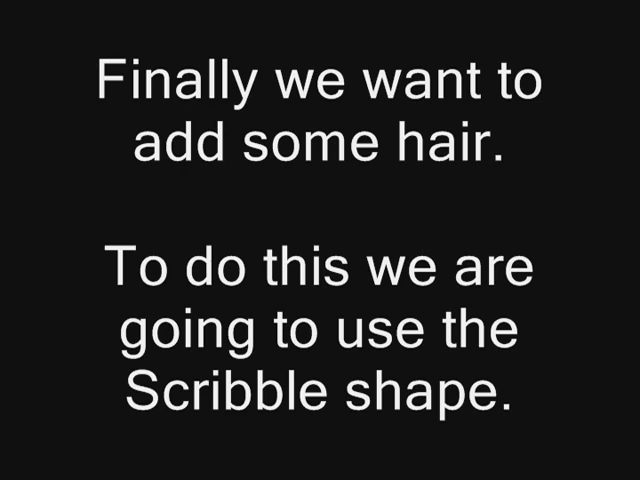 Finally we want to
add some hair.
To do this we are
going to use the
Scribble shape.